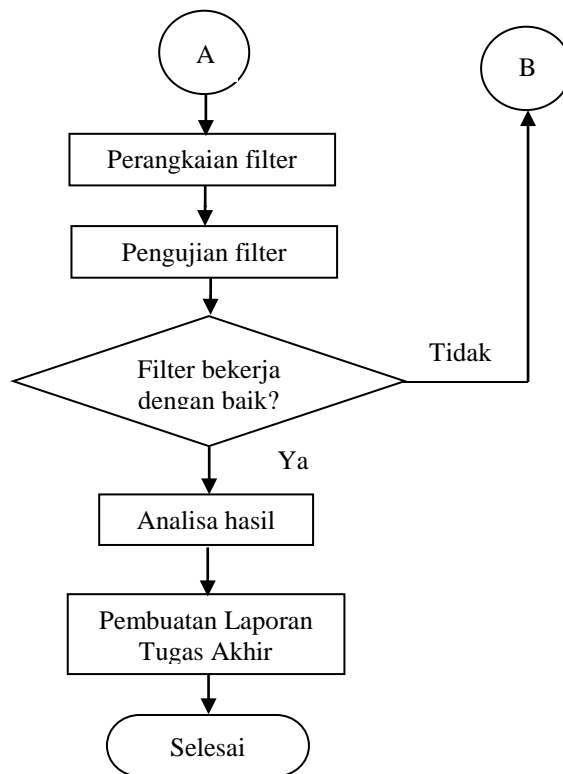 A
B
Perangkaian filter
Pengujian filter
Tidak
Filter bekerja
dengan baik?
Ya
Analisa hasil
Pembuatan Laporan
Tugas Akhir
Selesai